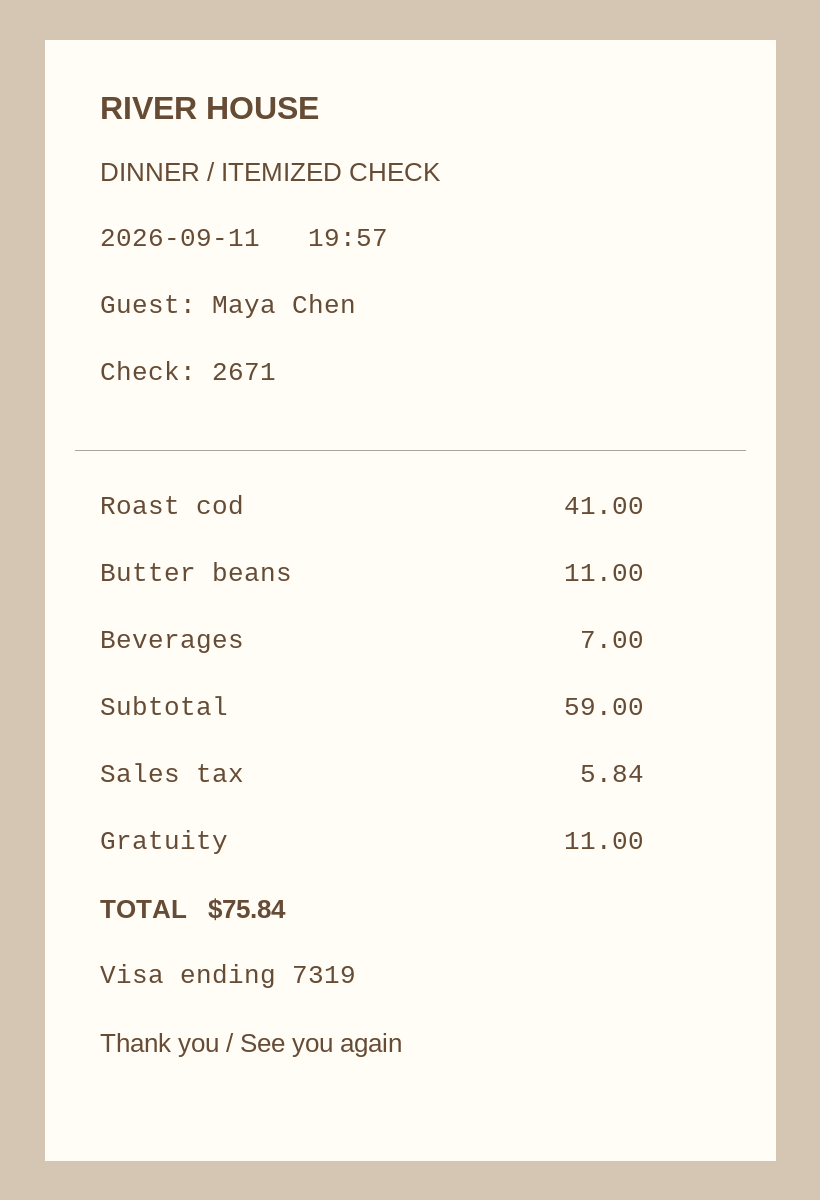 RIVER HOUSE
DINNER / ITEMIZED CHECK
2026-09-11   19:57
Guest: Maya Chen
Check: 2671
Roast cod                    41.00
Butter beans                 11.00
Beverages                     7.00
Subtotal                     59.00
Sales tax                     5.84
Gratuity                     11.00
TOTAL   $75.84
Visa ending 7319
Thank you / See you again